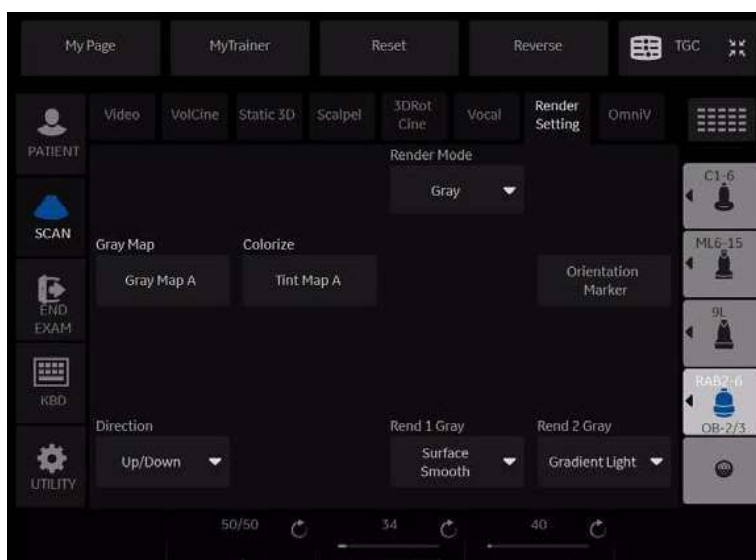 My Page
MyTrainer
Reset
Reverse
TGC
Video
VolCine
Static 3D
Scalpel
3DRot
Cine
Vocal
Render
Setting
OmniV
PATIENT
SCAN
END
EXAM
KBD
UTILITY
Render Mode
Gray
Gray Map
Colorize
Gray Map A
Tint Map A
Orientation
Marker
Direction
Rend 1 Gray
Rend 2 Gray
Up/Down
Surface
Smooth
Gradient Light
C1-6
ML6-15
9L
RAB2-6
OB-2/3
50/50
34
40